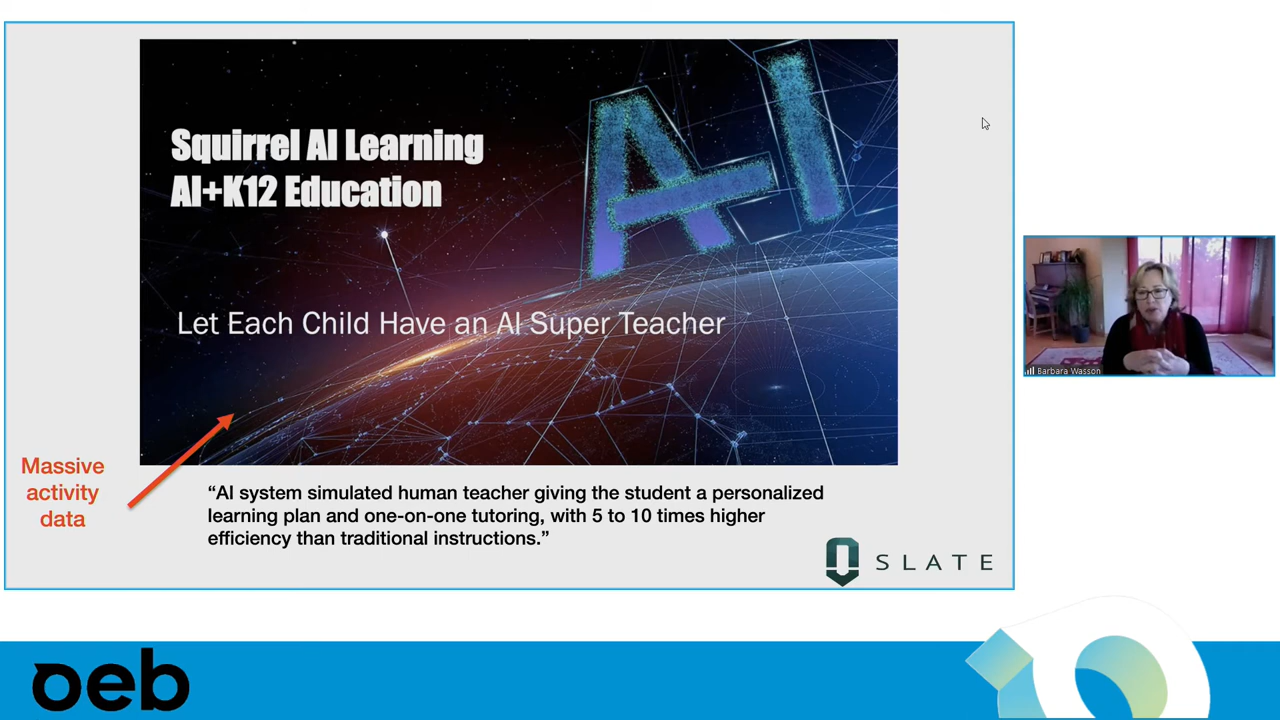 Squirrel AI Learning
AI+K12 Education
AI
Let Each Child Have an AI Super Teacher
Massive
activity
data
“AI system simulated human teacher giving the student a personalized
learning plan and one-on-one tutoring, with 5 to 10 times higher
efficiency than traditional instructions.”
SLATE
Barbara Wasson
oeb